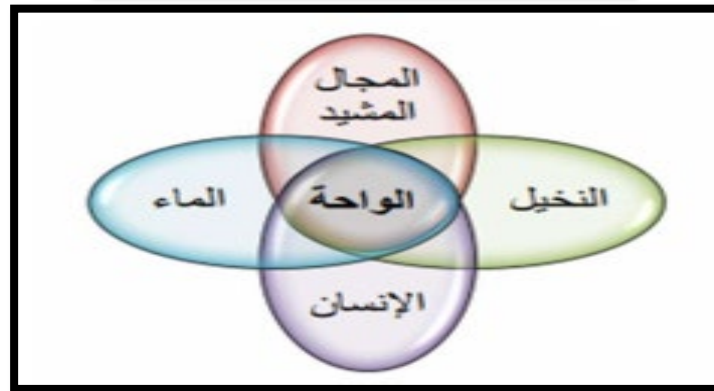 المجال
المشيد
النخيل
الواحة
الماء
الإنسان